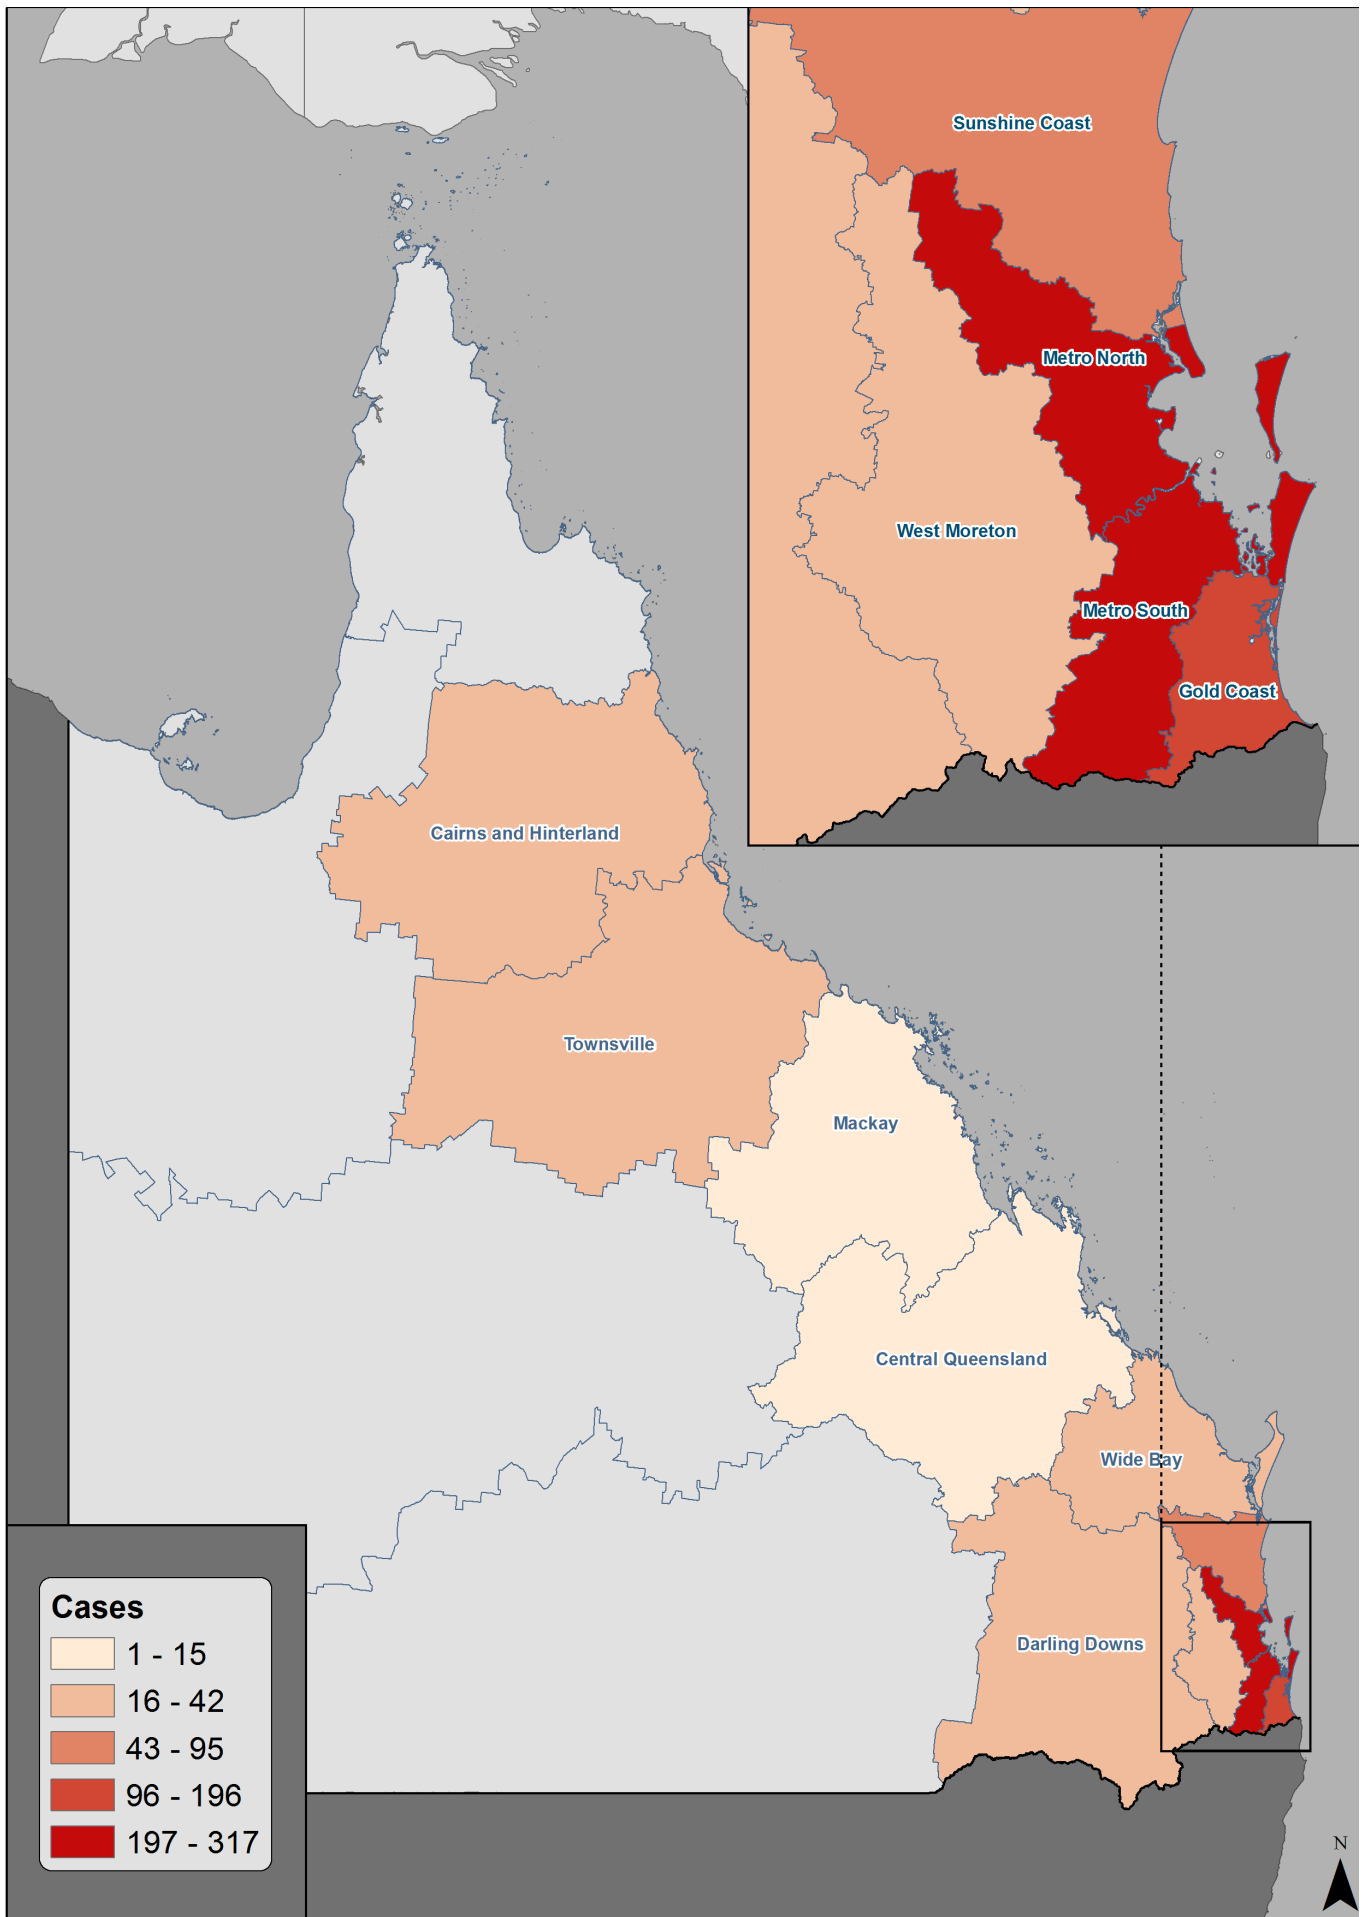 Sunshine Coast
Metro North
West Moreton
Metro South
Gold Coast
Cairns and Hinterland
Townsville
Mackay
Central Queensland
Wide Bay
Darling Downs
Cases
1 - 15
16 - 42
43 - 95
96 - 196
197 - 317
N